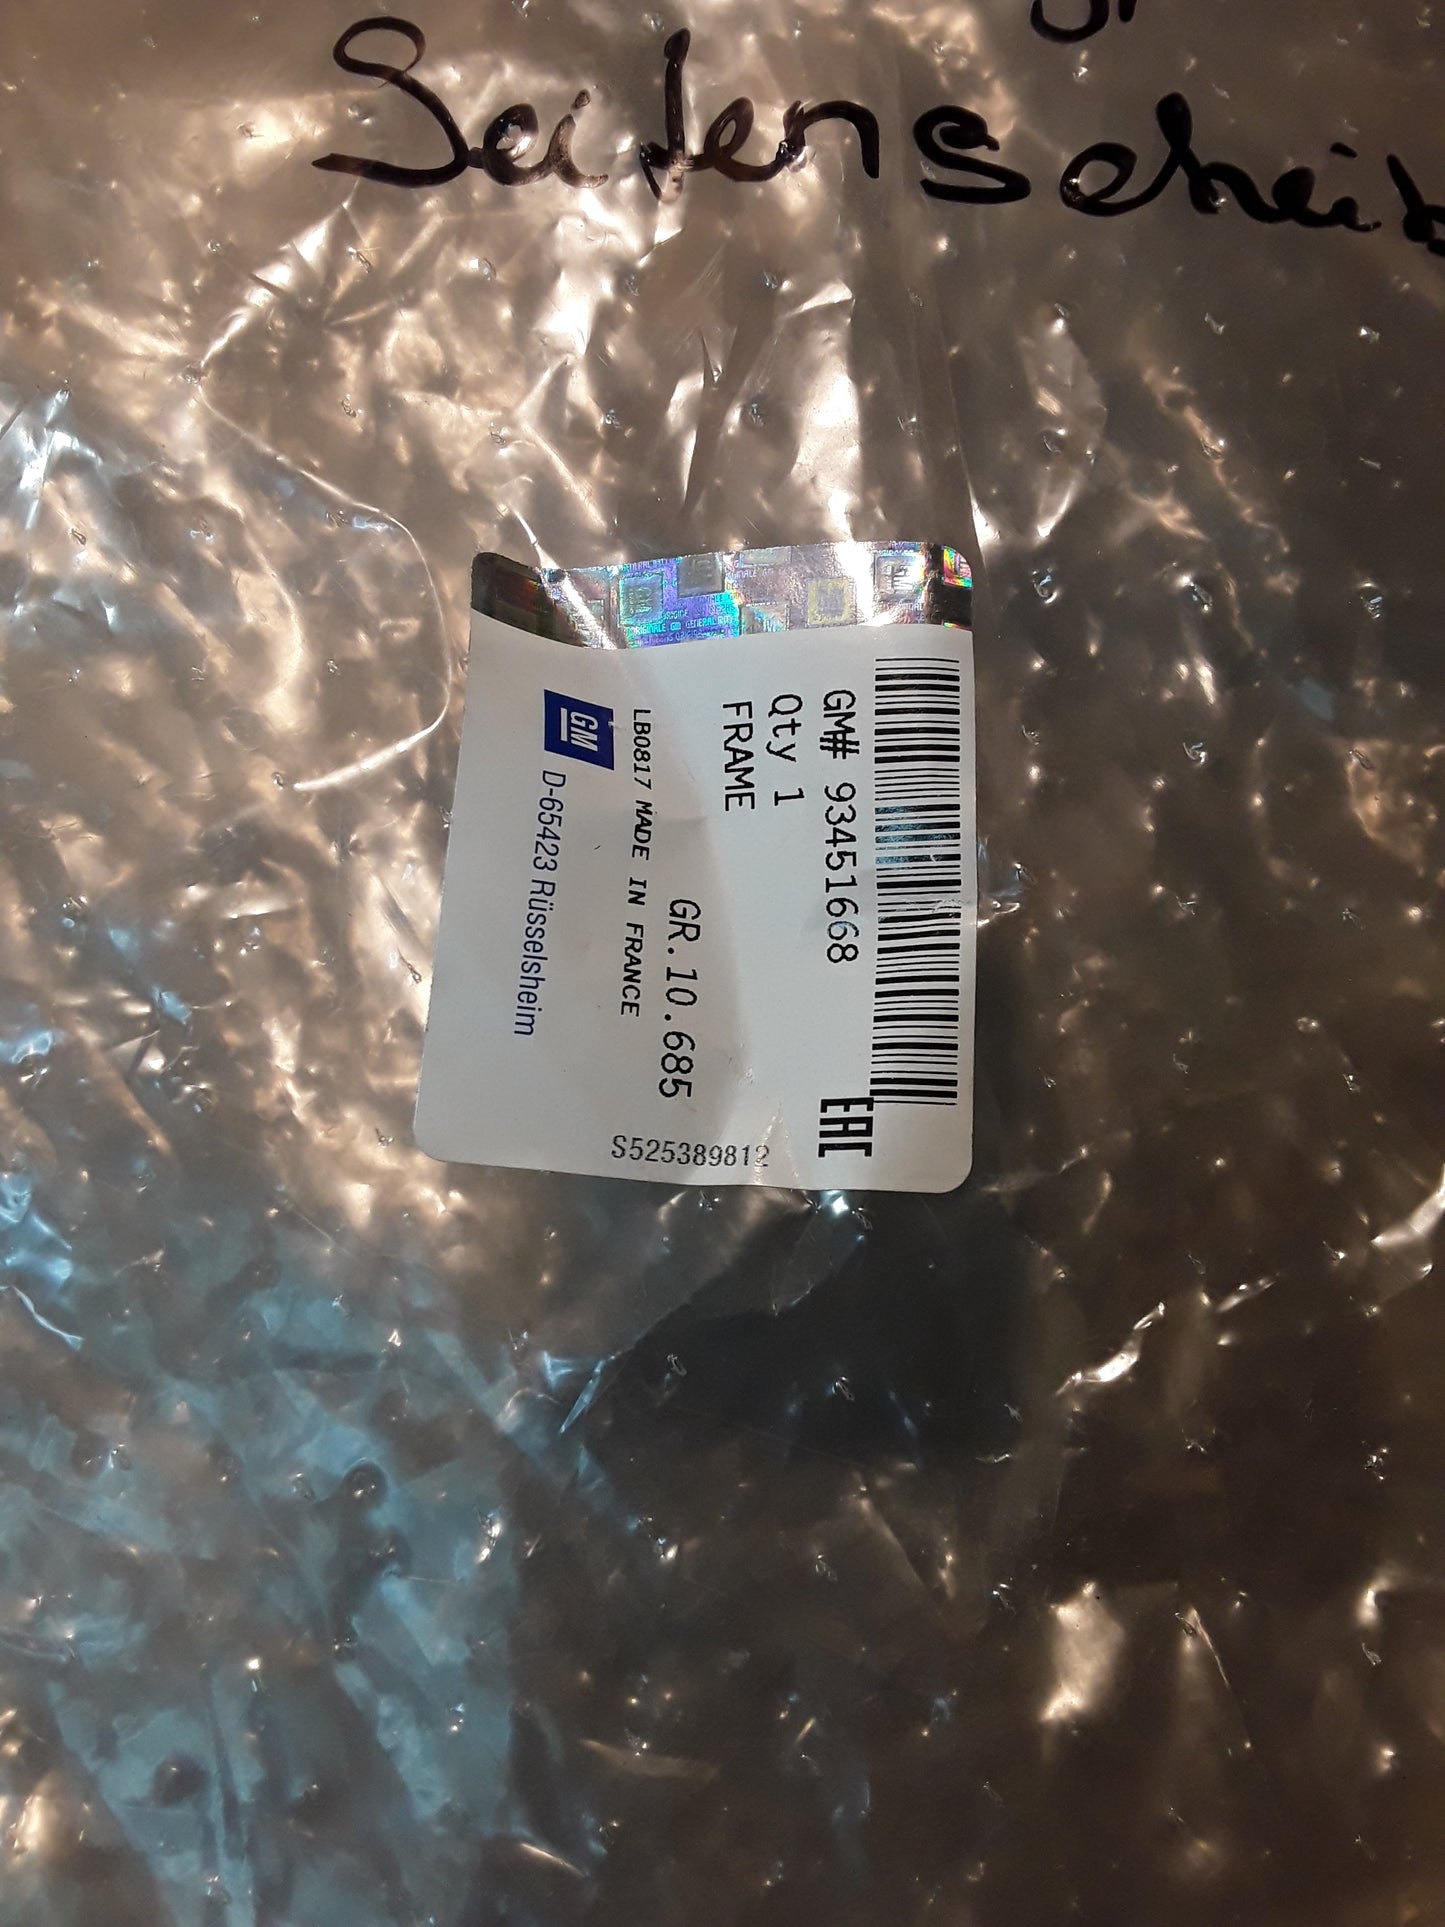 Seitenscheib
GM# 93451668
EAC
Qty 1
FRAME
GR.10.685
LB0817 MADE IN FRANCE
GM
D-65423 Rüsselsheim
S525389812